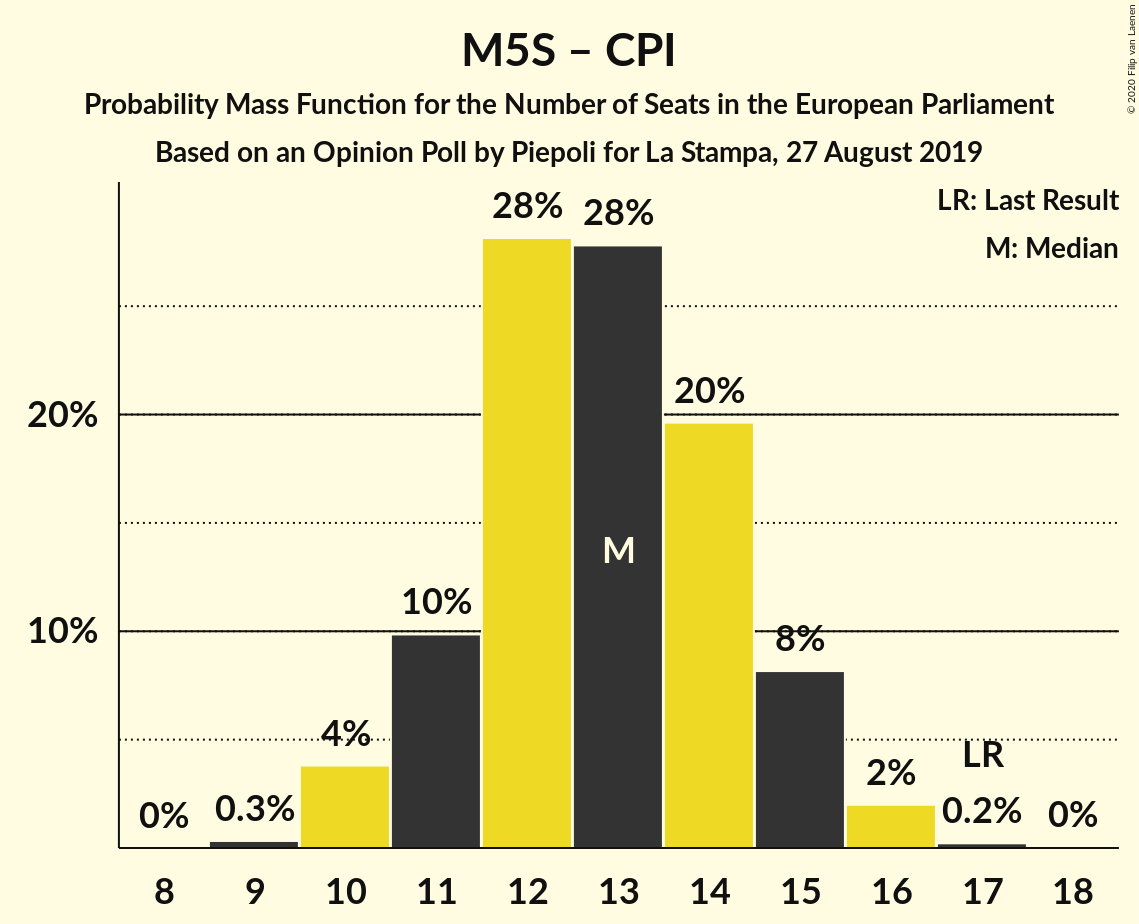 M5S – CPI
Probability Mass Function for the Number of Seats in the European Parliament
Based on an Opinion Poll by Piepoli for La Stampa, 27 August 2019
© 2020 Filip van Laenen
LR: Last Result
M: Median
28% 28%
20% 20%
M
10% 10%
8%
4%
LR
2%
0% 0.3% 0.2% 0%
8 9 10 11 12 13 14 15 16 17 18